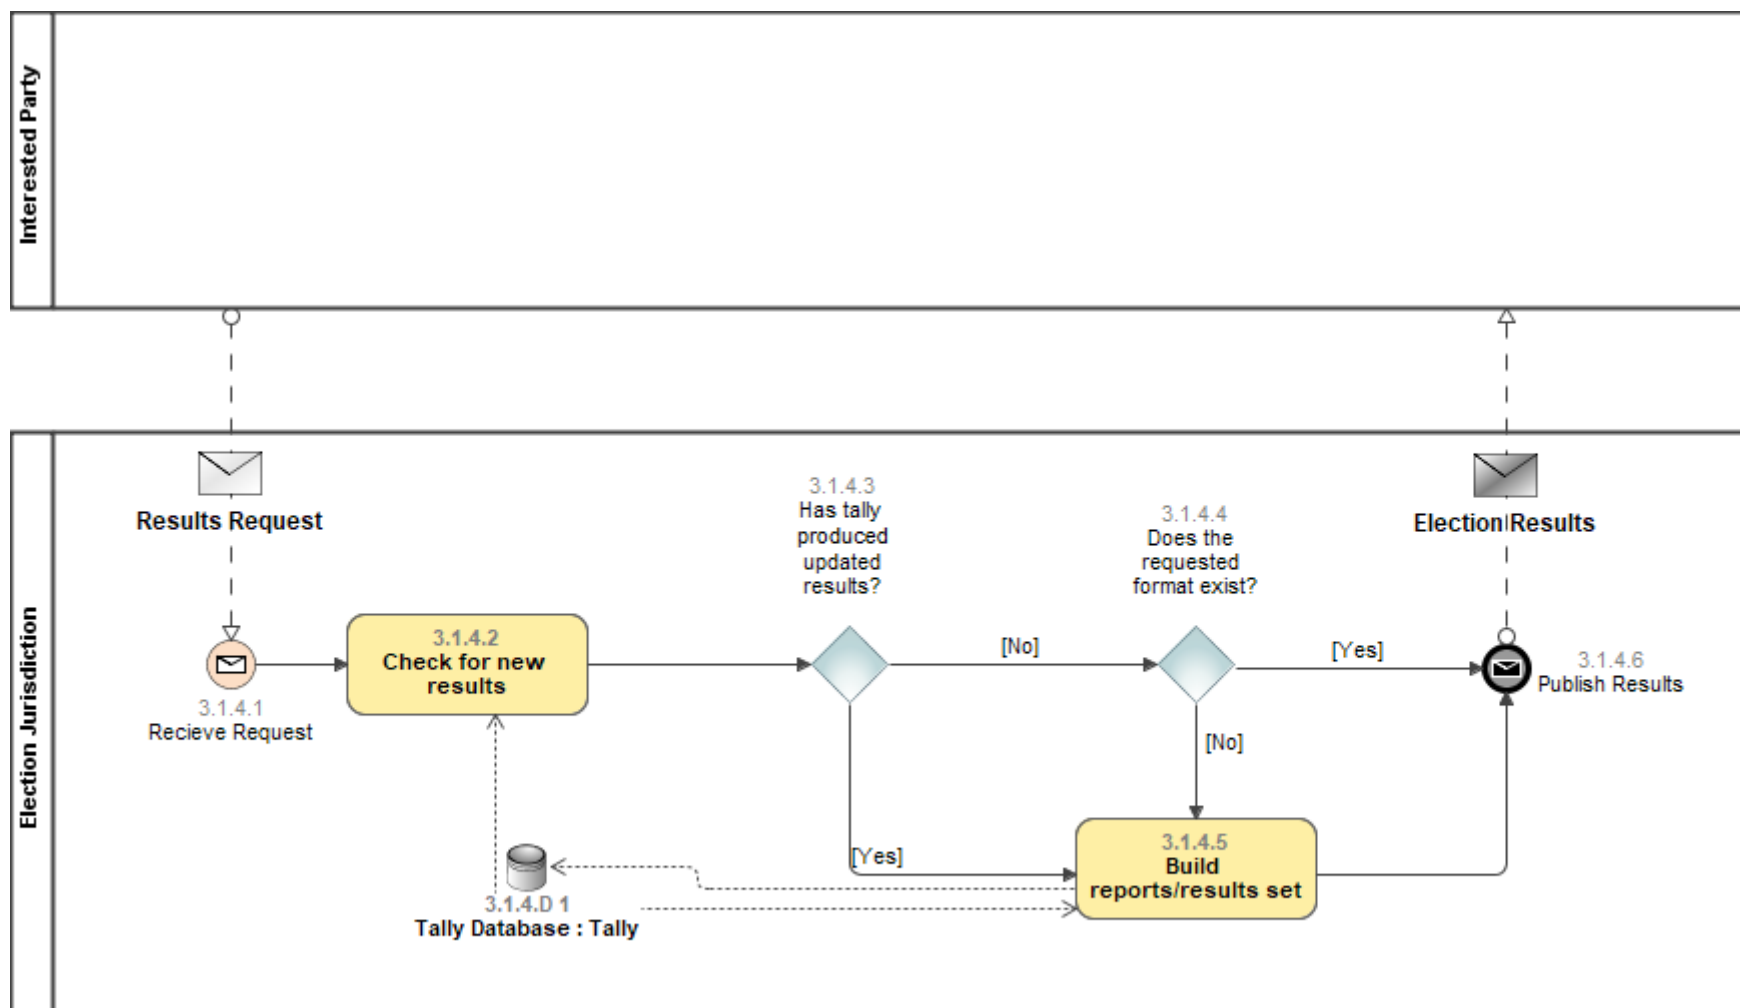 Interested Party
Election Jurisdiction
Results Request
3.1.4.1
Recieve Request
3.1.4.2
Check for new
results
3.1.4.3
Has tally
produced
updated
results?
[No]
[Yes]
3.1.4.4
Does the
requested
format exist?
[Yes]
[No]
3.1.4.5
Build
reports/results set
3.1.4.D 1
Tally Database : Tally
Election Results
3.1.4.6
Publish Results